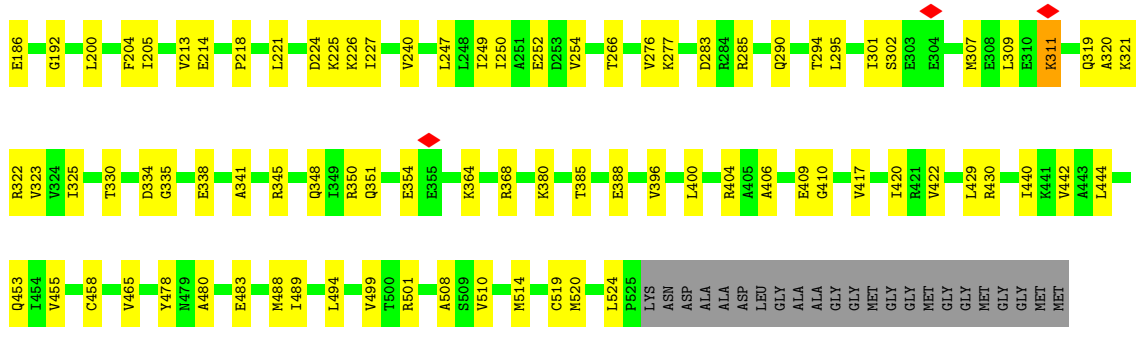 E186 G192 L200 F204 I205 V213 E214 P218 L221 D224 K225 K226 I227 V240 L247 L248 I249 I250 A251 E252 D253 V254 T266 V276 K277 D283 R284 R285 Q290 T294 L295 I301 S302 E303 E304 M307 E308 L309 E310 K311 Q319 A320 K321
R322 V323 V324 I325 T330 D334 G335 E338 A341 R345 Q348 I349 R350 Q351 E354 E355 K364 R368 K380 T385 E388 V396 L400 R404 A405 A406 E409 G410 V417 I420 R421 V422 L429 R430 I440 K441 V442 A443 L444
Q453 I454 V455 C458 V465 Y478 N479 A480 E483 M488 I489 L494 V499 T500 R501 A508 S509 V510 M514 C519 M520 L524 P525 LYS ASN ASP ALA ALA ASP LEU GLY ALA ALA GLY GLY MET GLY GLY MET GLY GLY MET GLY GLY MET MET